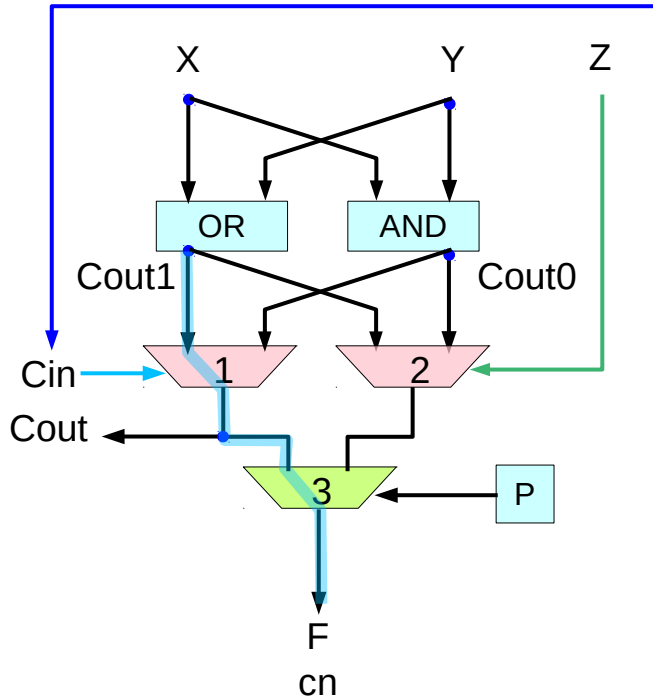 X Y Z
OR AND
Cout1 Cout0
Cin 1 2
Cout
3 P
F
cn